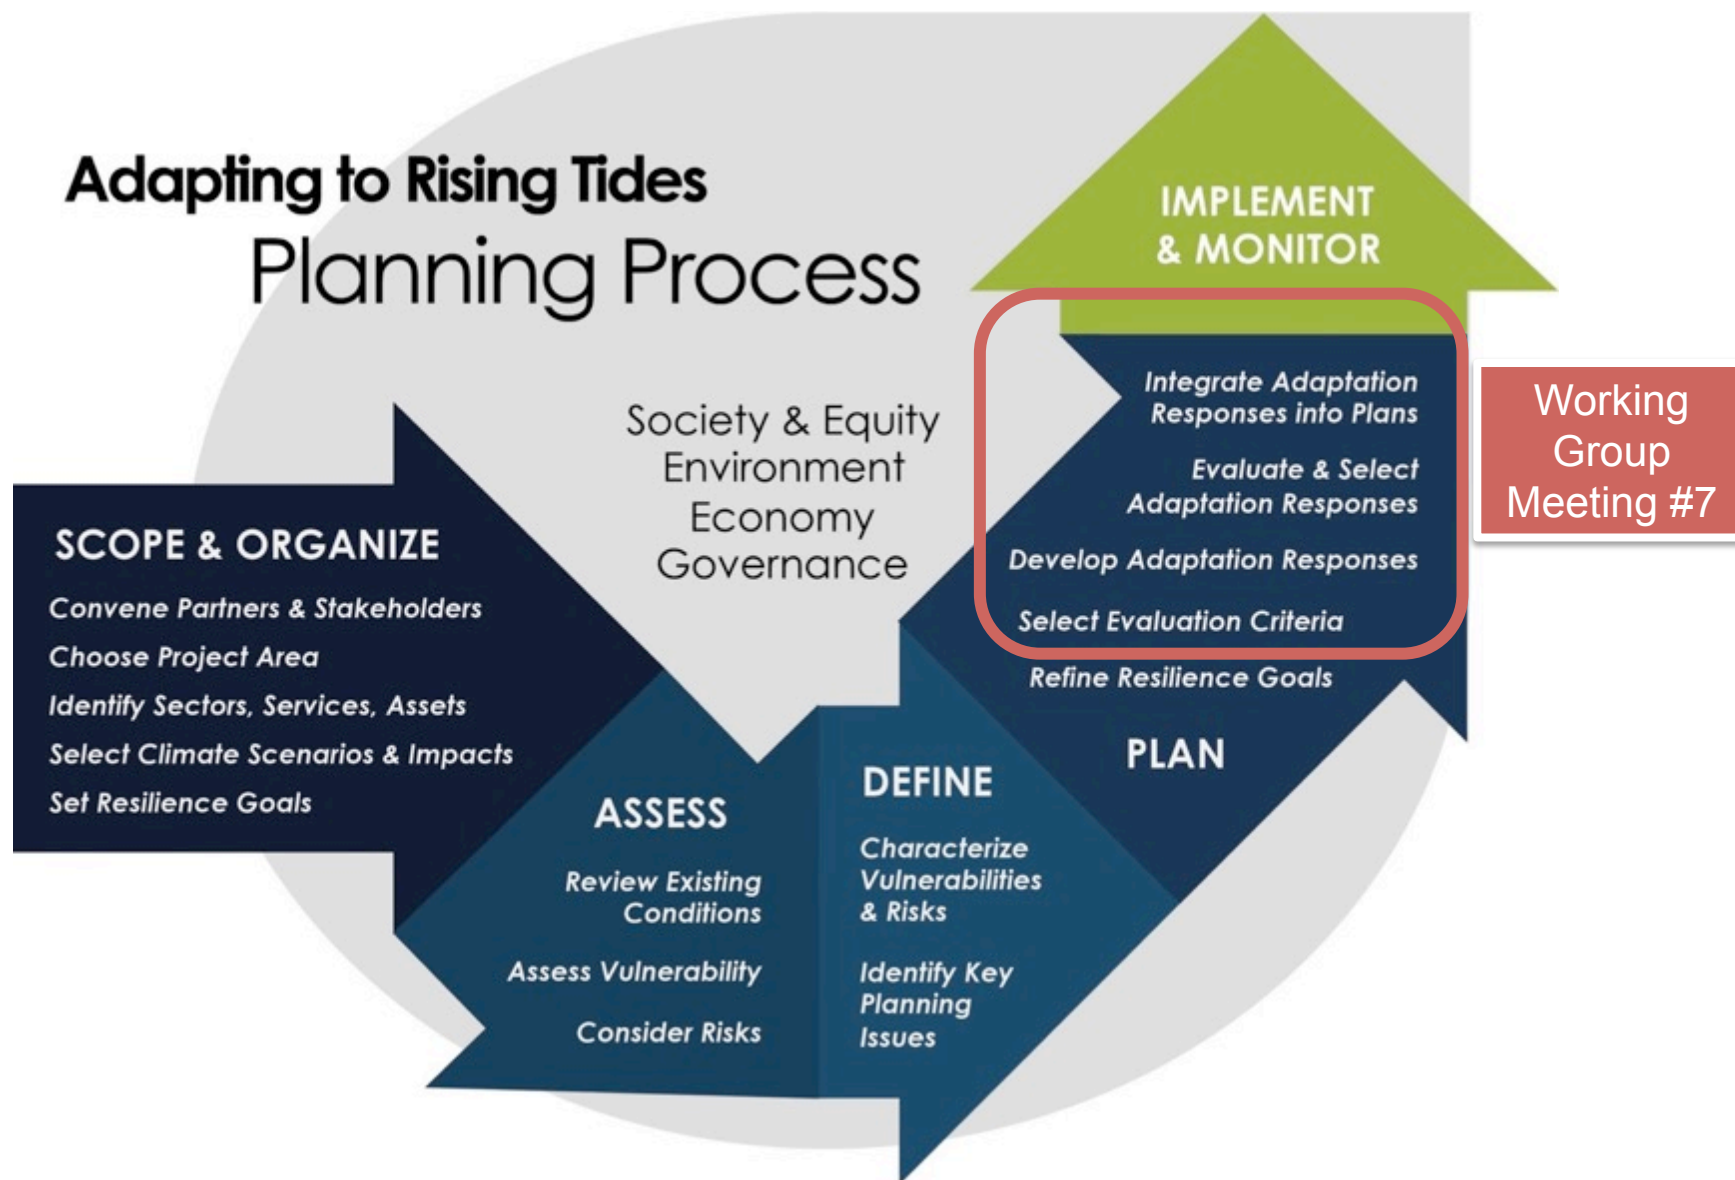 Adapting to Rising Tides
Planning Process
Society & Equity
Environment
Economy
Governance
SCOPE & ORGANIZE
Convene Partners & Stakeholders
Choose Project Area
Identify Sectors, Services, Assets
Select Climate Scenarios & Impacts
Set Resilience Goals
ASSESS
Review Existing
Conditions
Assess Vulnerability
Consider Risks
DEFINE
Characterize
Vulnerabilities
& Risks
Identify Key
Planning
Issues
IMPLEMENT
& MONITOR
Integrate Adaptation
Responses into Plans
Evaluate & Select
Adaptation Responses
Develop Adaptation Responses
Select Evaluation Criteria
Refine Resilience Goals
PLAN
Working
Group
Meeting #7